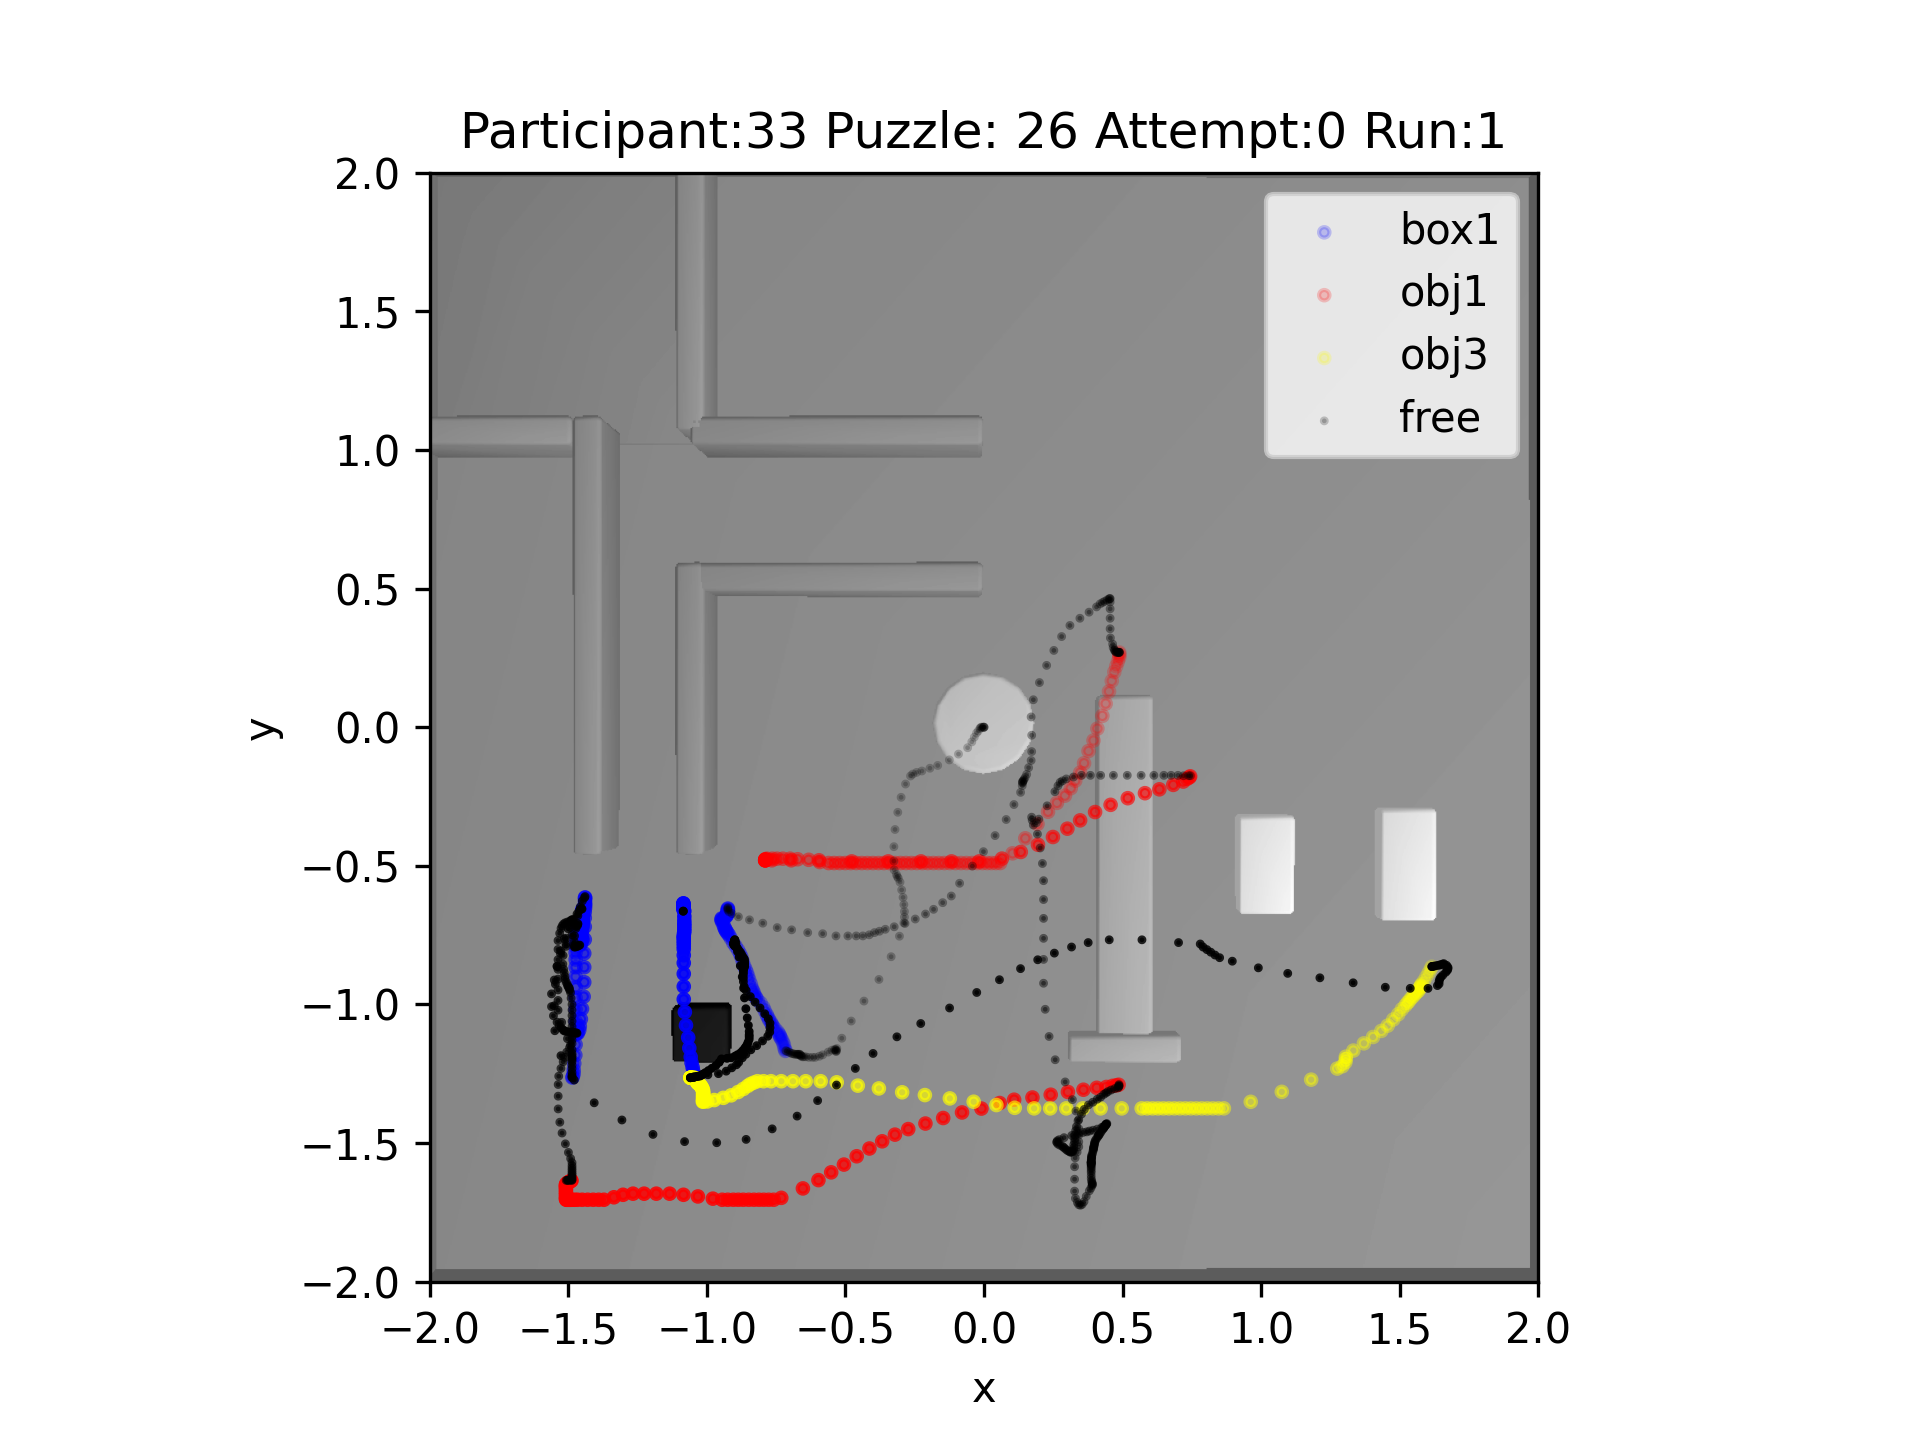 Participant:33 Puzzle: 26 Attempt:0 Run:1
2.0
1.5
1.0
0.5
0.0
−0.5
−1.0
−1.5
−2.0
y
box1
obj1
obj3
free
−2.0 −1.5 −1.0 −0.5 0.0 0.5 1.0 1.5 2.0
x